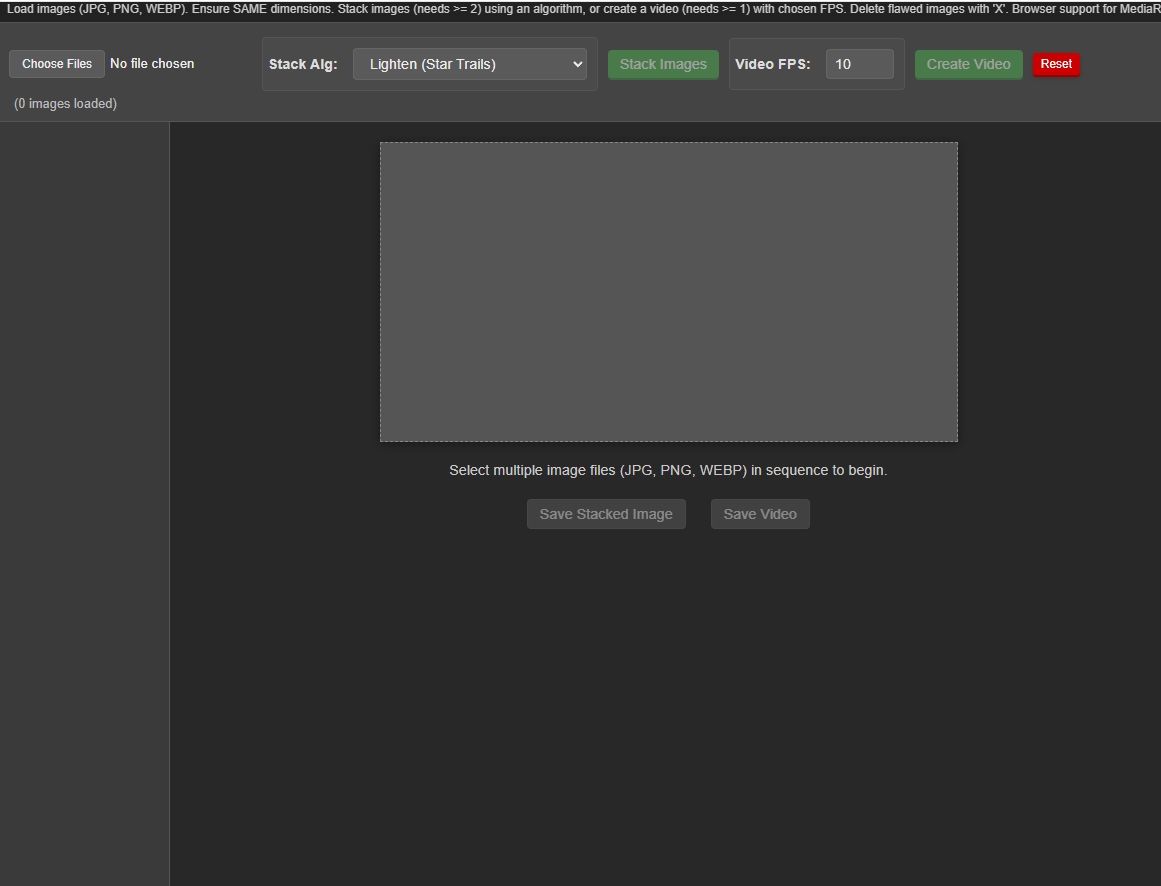 Load images (JPG, PNG, WEBP). Ensure SAME dimensions. Stack images (needs >= 2) using an algorithm, or create a video (needs >= 1) with chosen FPS. Delete flawed images with 'X'. Browser support for MediaR
Choose Files No file chosen Stack Alg: Lighten (Star Trails) Stack Images Video FPS: 10 Create Video Reset
(0 images loaded)
Select multiple image files (JPG, PNG, WEBP) in sequence to begin.
Save Stacked Image Save Video